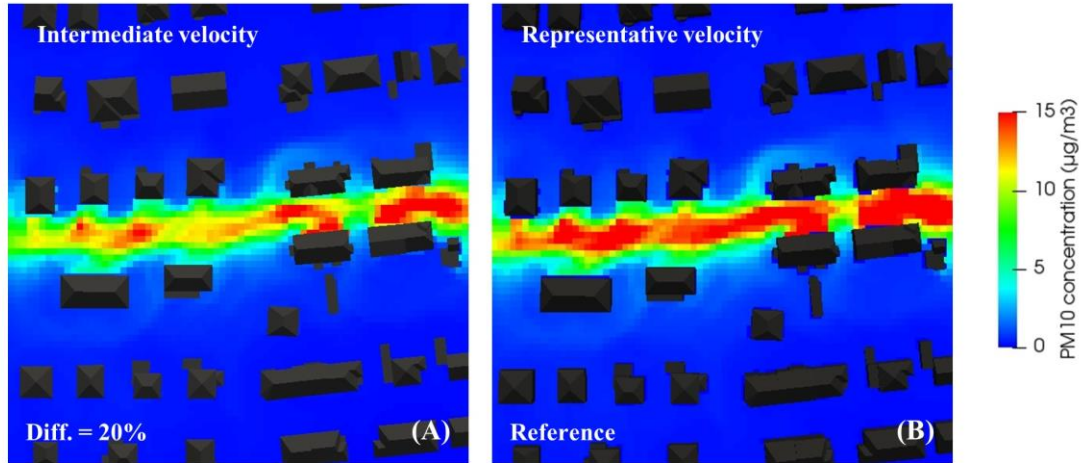 Intermediate velocity
Diff. = 20%
(A)
Representative velocity
Reference
(B)
15
10
5
0
PM10 concentration (µg/m3)